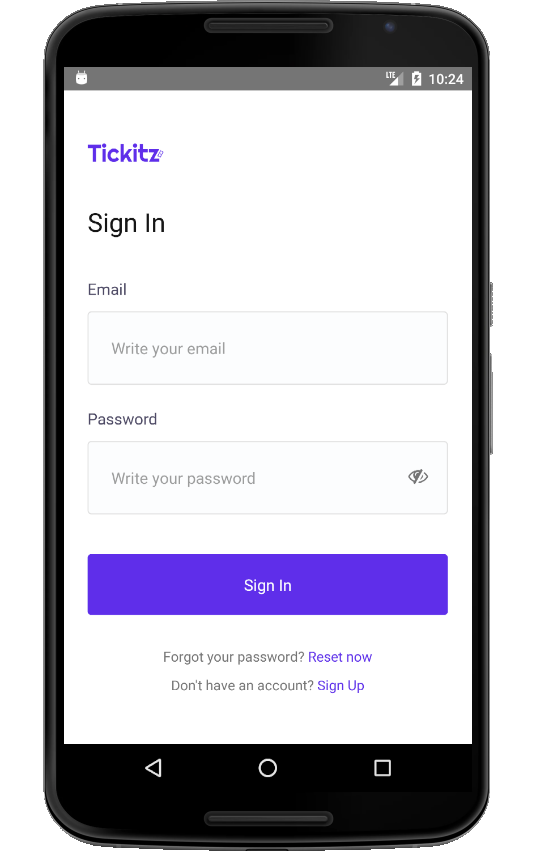 LTE 10:24
Tickitz
Sign In
Email
Write your email
Password
Write your password
Sign In
Forgot your password? Reset now
Don't have an account? Sign Up